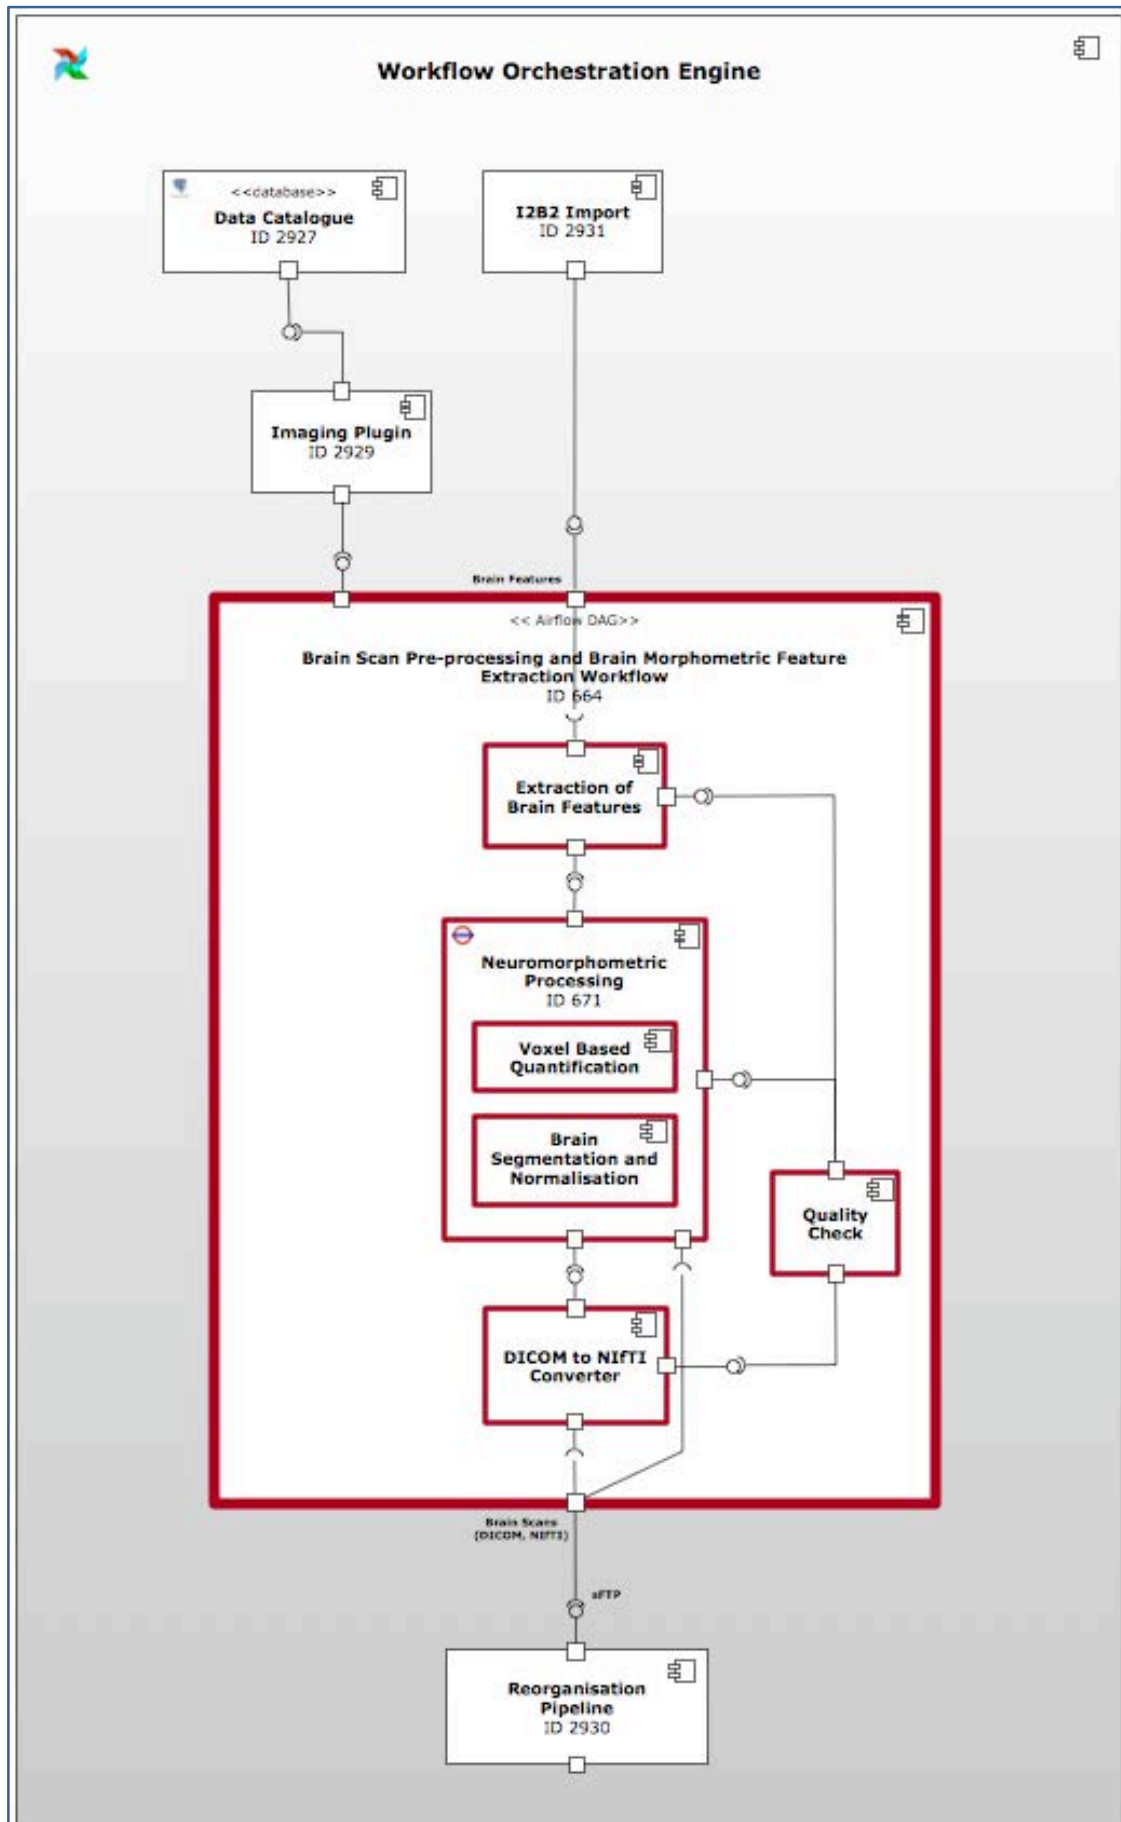 Workflow Orchestration Engine
<<database>>
Data Catalogue
ID 2927
I2B2 Import
ID 2931
Imaging Plugin
ID 2929
Brain Features
<< Airflow DAG>>
Brain Scan Pre-processing and Brain Morphometric Feature
Extraction Workflow
ID 664
Extraction of
Brain Features
Neuromorphometric
Processing
ID 671
Voxel Based
Quantification
Brain
Segmentation and
Normalisation
Quality
Check
DICOM to NIfTI
Converter
Brain Scans
(DICOM, NIfTI)
sFTP
Reorganisation
Pipeline
ID 2930